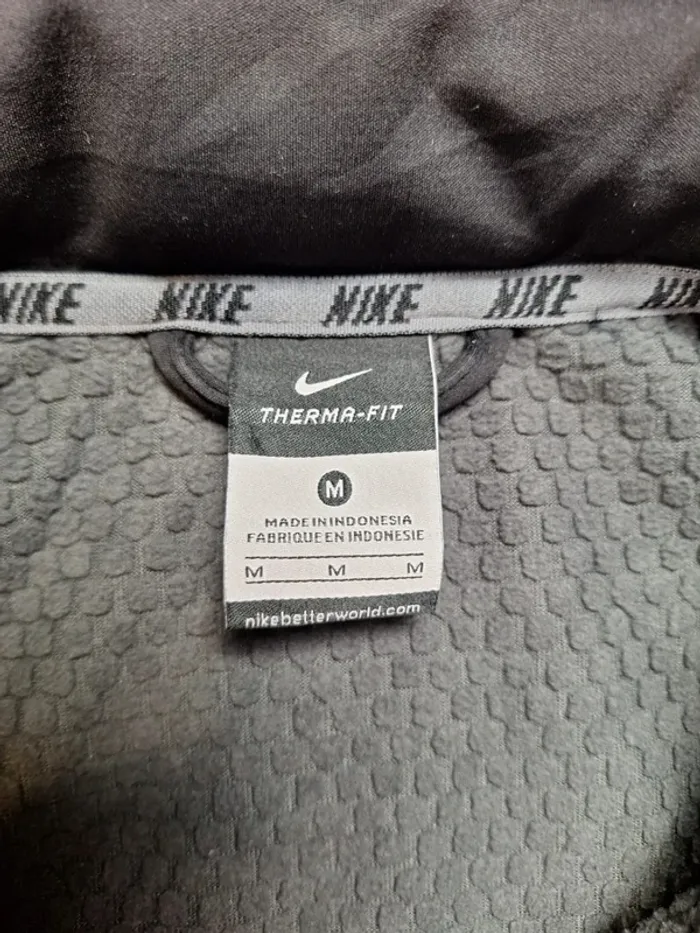 NIKE NIKE NIKE NIKE NIKE
THERMA-FIT
M
MADE IN INDONESIA
FABRIQUE EN INDONESIE
M M M
nikebetterworld.com